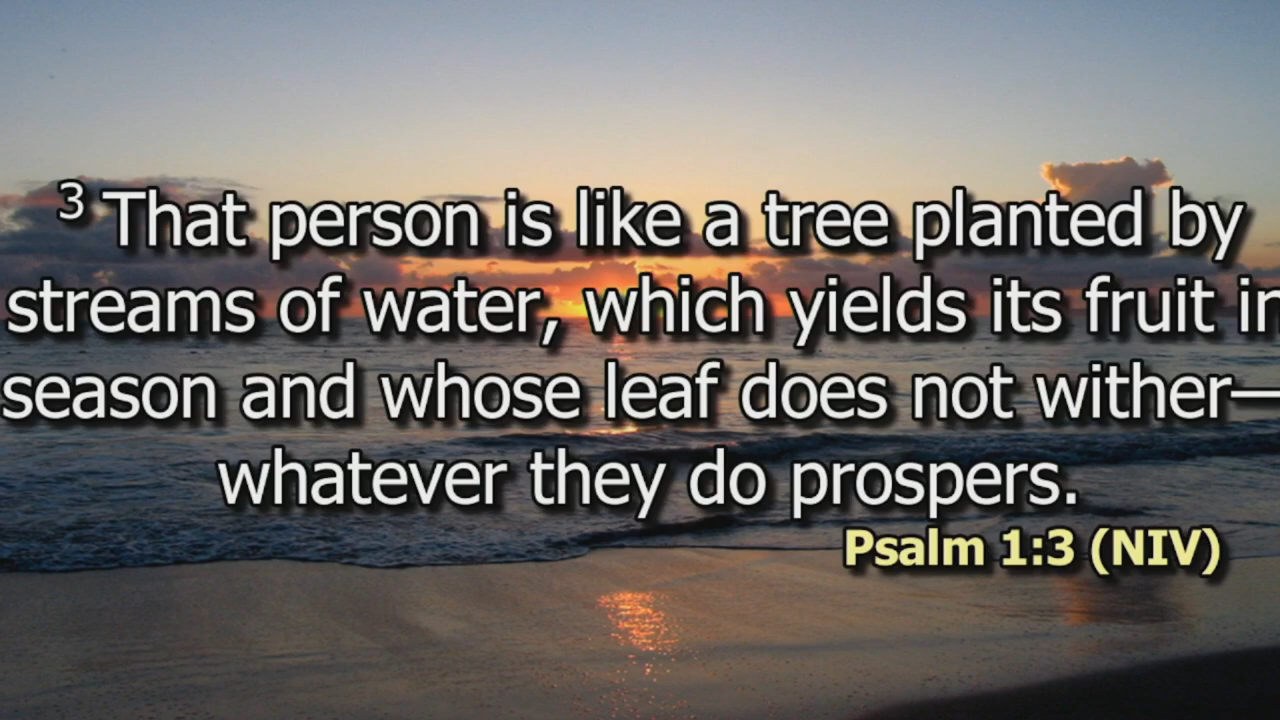 ³ That person is like a tree planted by
streams of water, which yields its fruit in
season and whose leaf does not wither—
whatever they do prospers.
Psalm 1:3 (NIV)